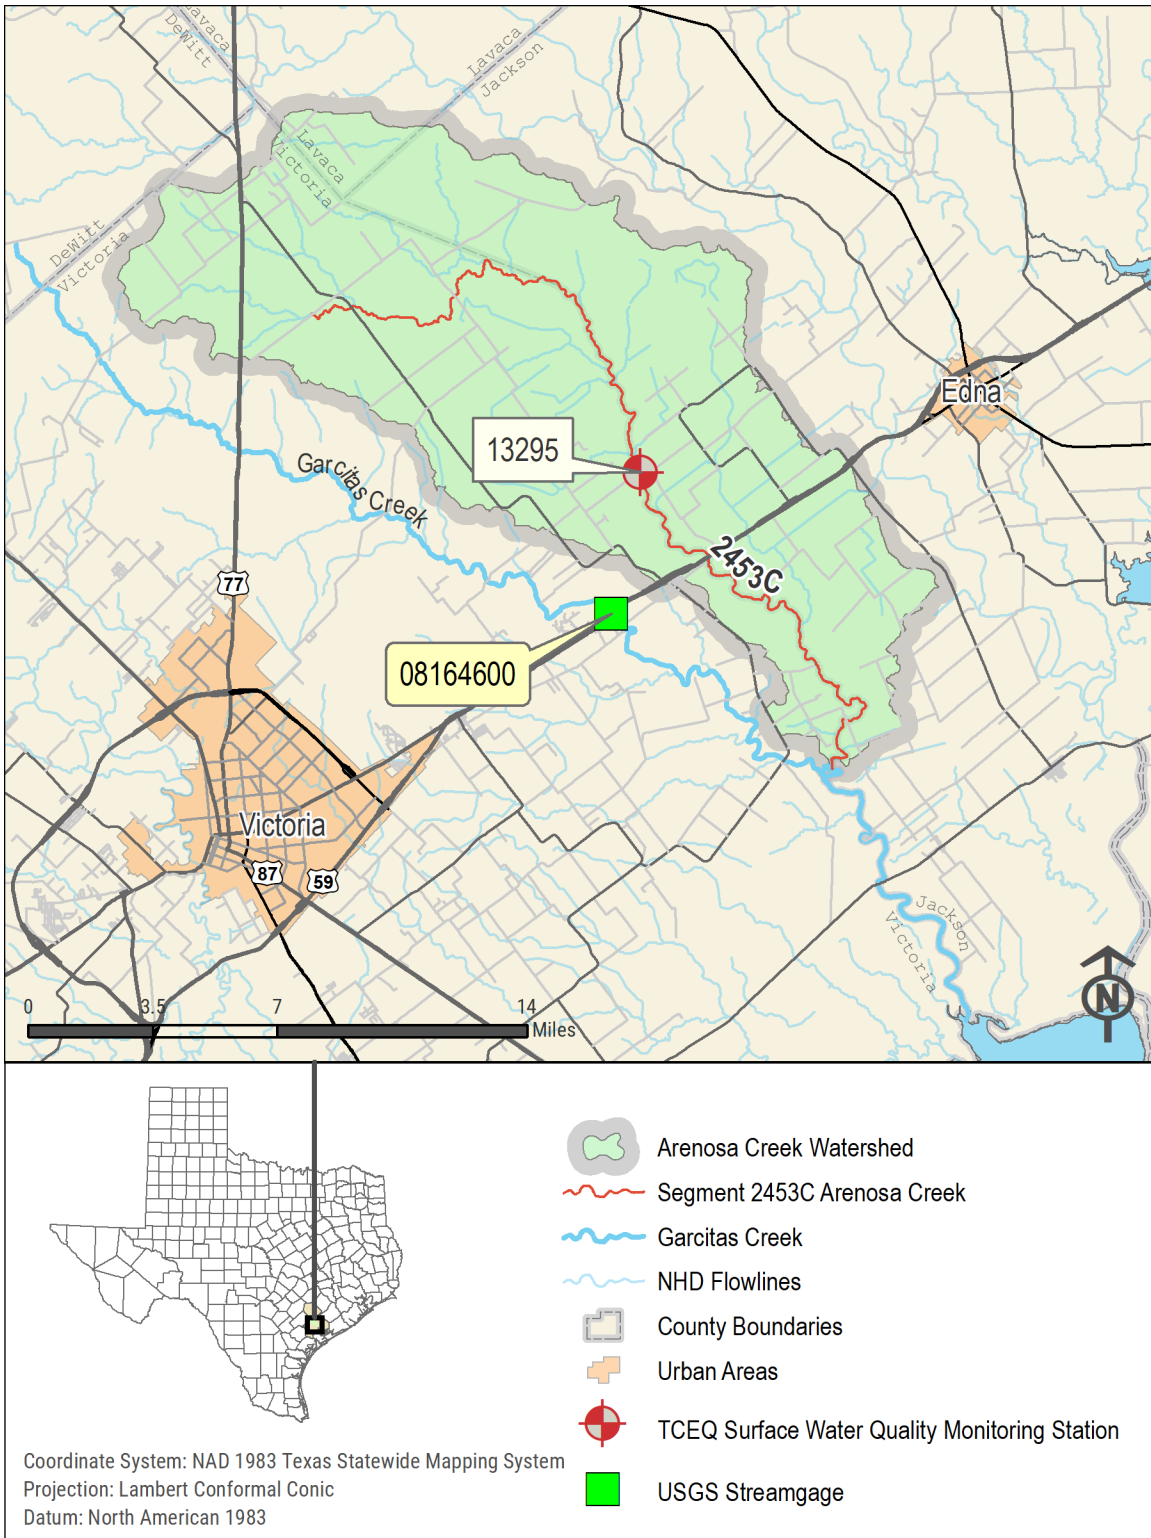 Lavaca
DeWitt
Lavaca
Jackson
Lavaca
Victoria
DeWitt
Victoria
Edna
13295
Garcitas Creek
2453C
77
08164600
Victoria
87
59
Jackson
Victoria
N
0 3.5 7 14
Miles
Arenosa Creek Watershed
Segment 2453C Arenosa Creek
Garcitas Creek
NHD Flowlines
County Boundaries
Urban Areas
TCEQ Surface Water Quality Monitoring Station
USGS Streamgage
Coordinate System: NAD 1983 Texas Statewide Mapping System
Projection: Lambert Conformal Conic
Datum: North American 1983